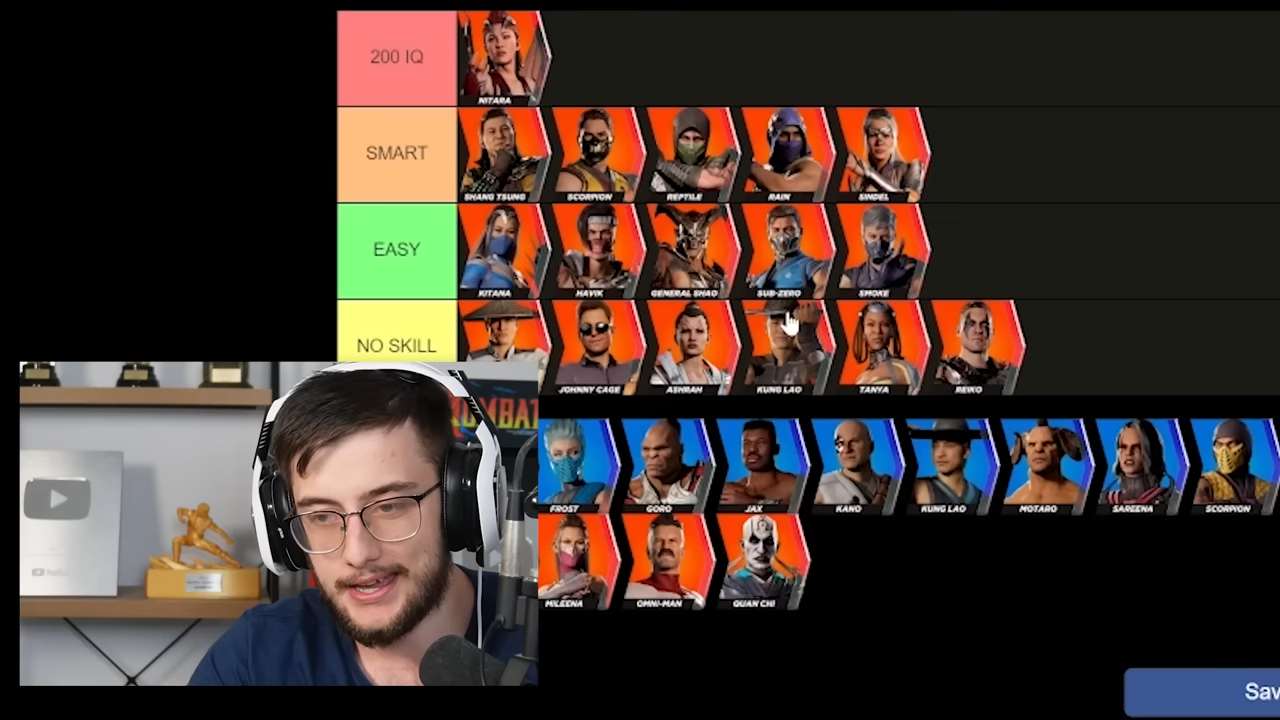 200 IQ
NITARA
SMART
SHANG TSUNG
SCORPION
REPTILE
RAIN
SINDEL
EASY
KITANA
HAVIK
GENERAL SHAO
SUB-ZERO
SMOKE
NO SKILL
JOHNNY CAGE
ASHRAH
KUNG LAO
TANYA
REIKO
FROST
GORO
JAX
KANO
KUNG LAO
MOTARO
SAREENA
SCORPION
MILEENA
OMNI-MAN
QUAN CHI
Sav